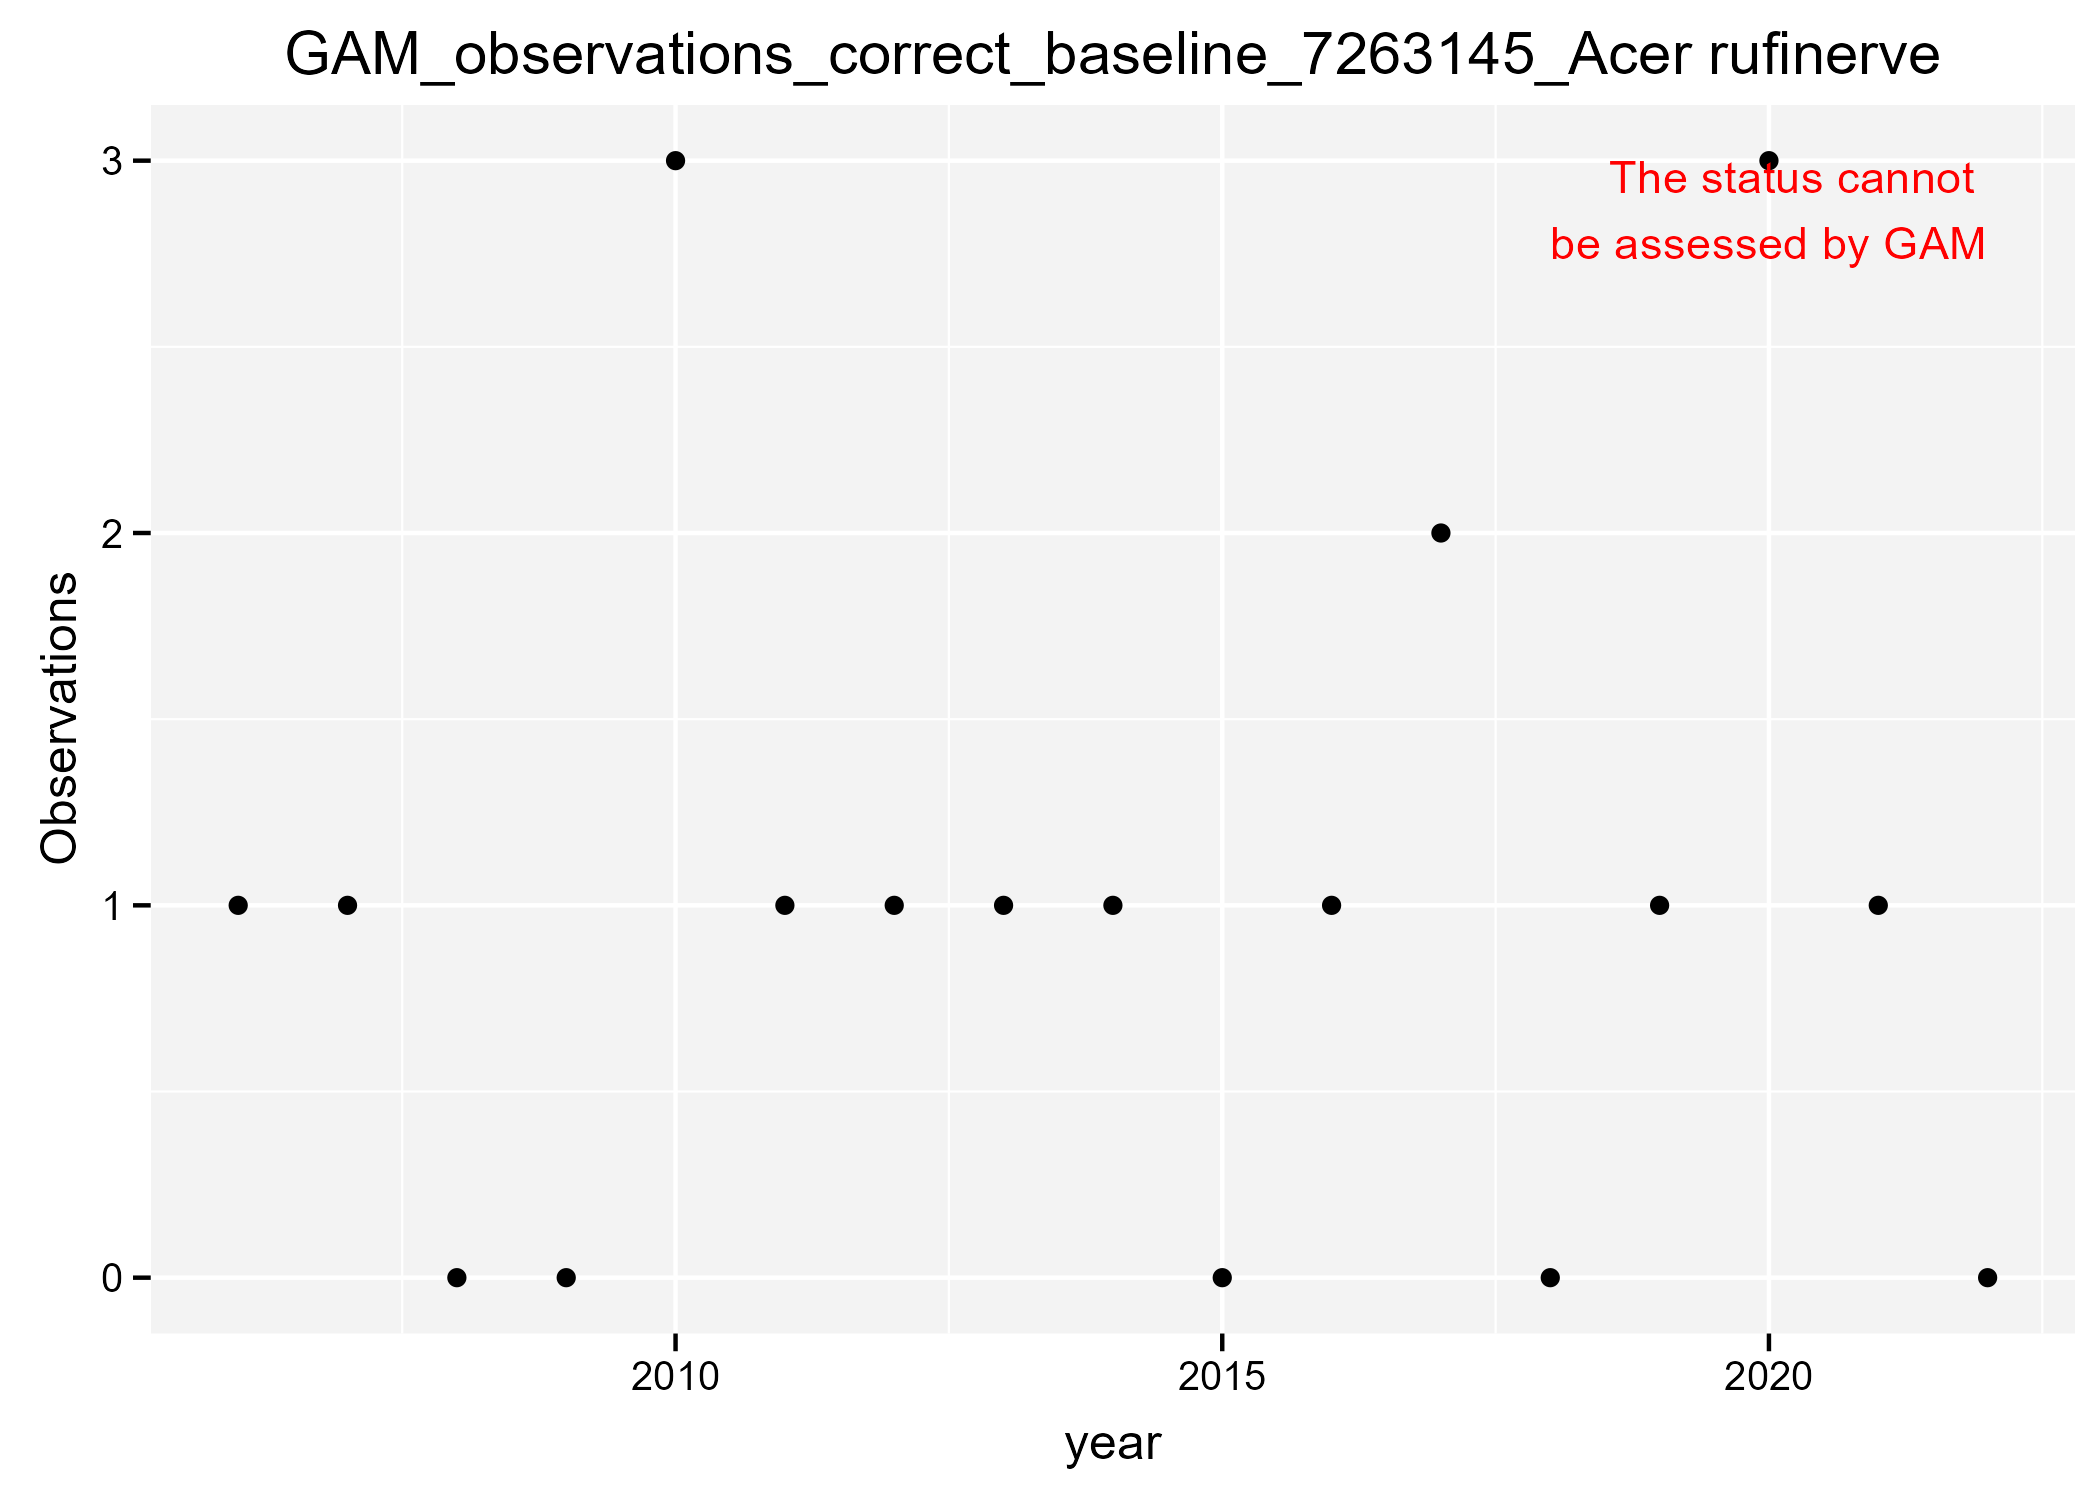 GAM_observations_correct_baseline_7263145_Acer rufinerve
3
The status cannot
be assessed by GAM
2
Observations
1
0
2010 2015 2020
year